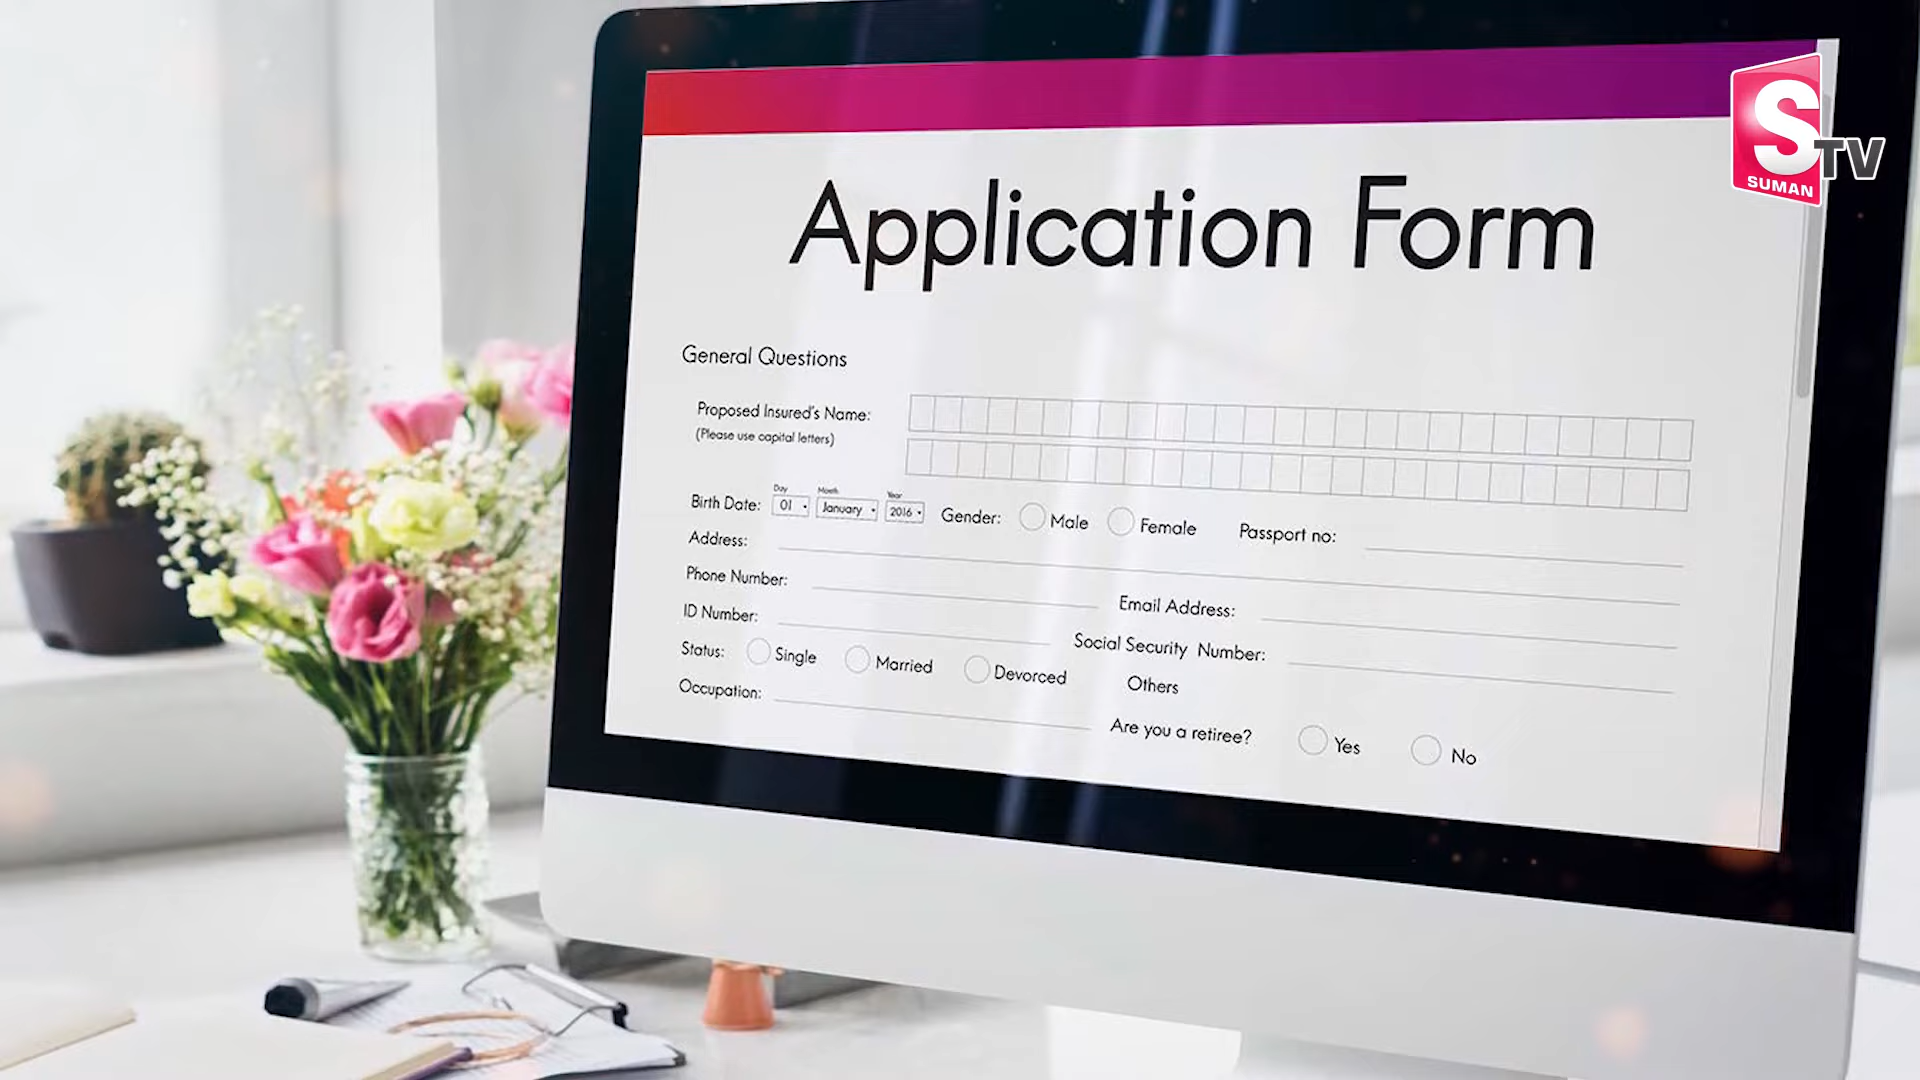 S TV
SUMAN
Application Form
General Questions
Proposed Insured's Name:
(Please use capital letters)
Day Month Year
Birth Date: 01 January 2016 Gender: Male Female Passport no:
Address:
Phone Number: Email Address:
ID Number: Social Security Number:
Status: Single Married Devorced Others
Occupation: Are you a retiree? Yes No